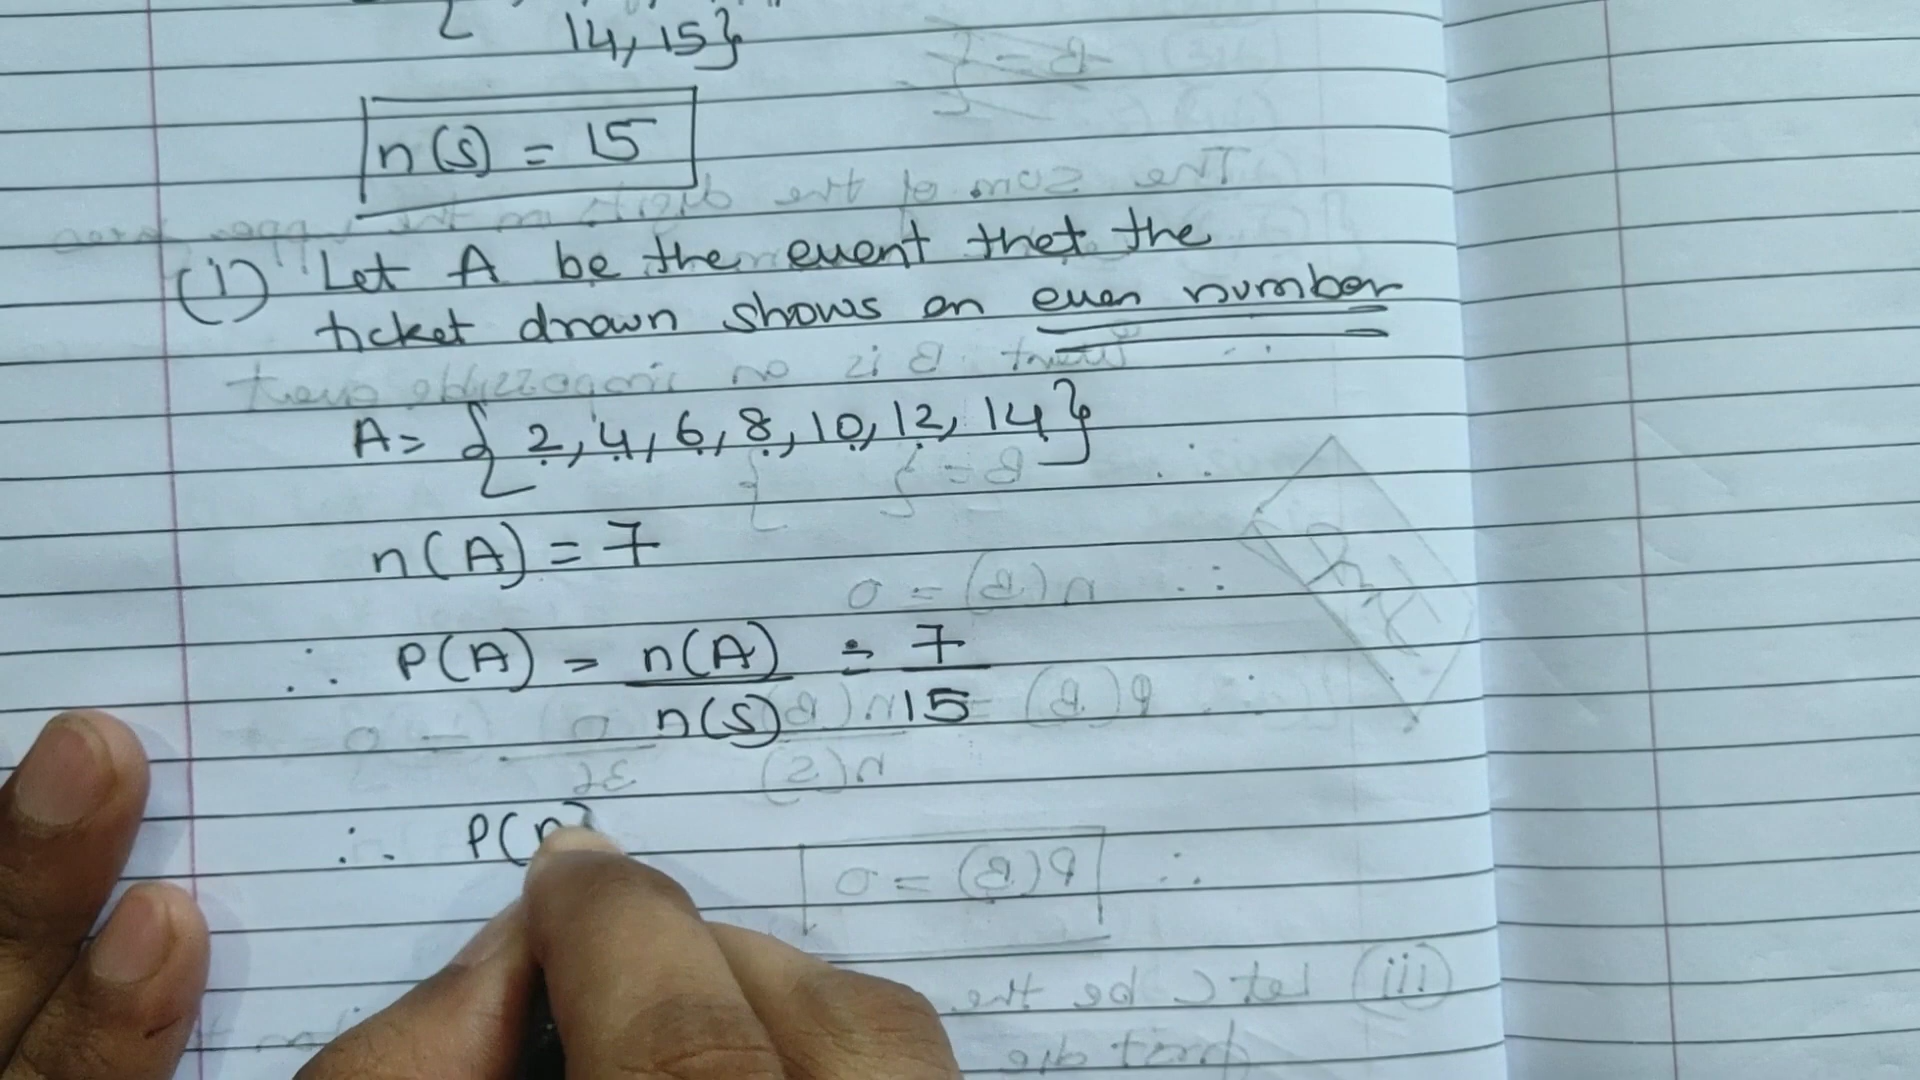 14, 15}
n(S) = 15
(i) Let A be the event thet the
ticket drawn shows an even number
A = { 2, 4, 6, 8, 10, 12, 14 }
n(A) = 7
∴ P(A) = n(A) / n(S) = 7 / 15
∴ P(